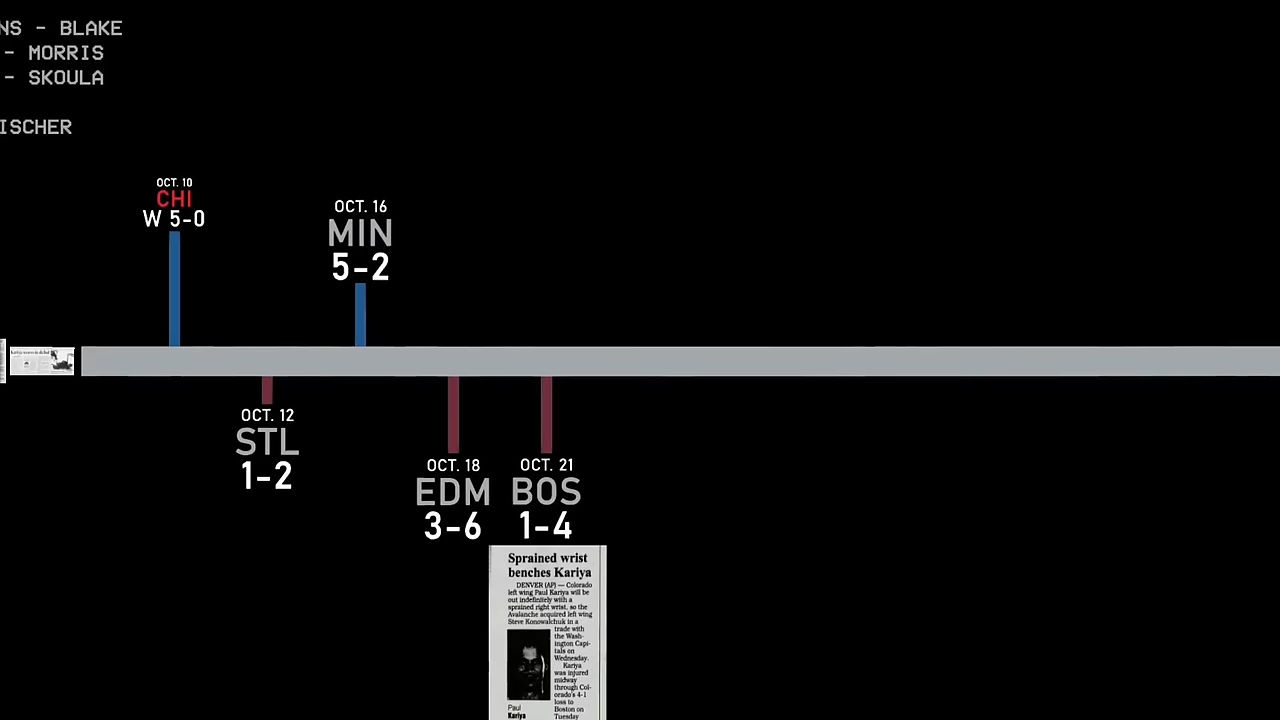 NS - BLAKE
- MORRIS
- SKOULA
ISCHER
OCT. 10
CHI
W 5-0
OCT. 16
MIN
5-2
OCT. 12
STL
1-2
OCT. 18
EDM
3-6
OCT. 21
BOS
1-4
Sprained wrist
benches Kariya
DENVER (AP) — Colorado
left wing Paul Kariya will be
out indefinitely with a
sprained right wrist, so the
Avalanche acquired left wing
Steve Konowalchuk in a
trade with
the Wash-
ington Capi-
tals on
Wednesday.
Kariya
was injured
midway
through Col-
orado's 4-1
loss to
Boston on
Tuesday
Paul
Kariya